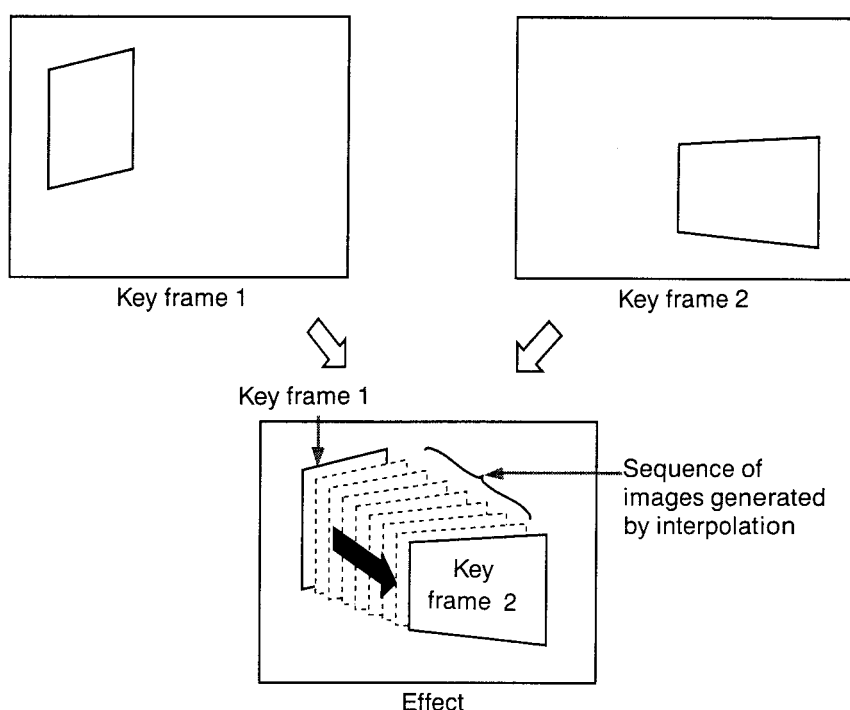 Key frame 1
Key frame 2
Key frame 1
Sequence of
images generated
by interpolation
Key
frame 2
Effect